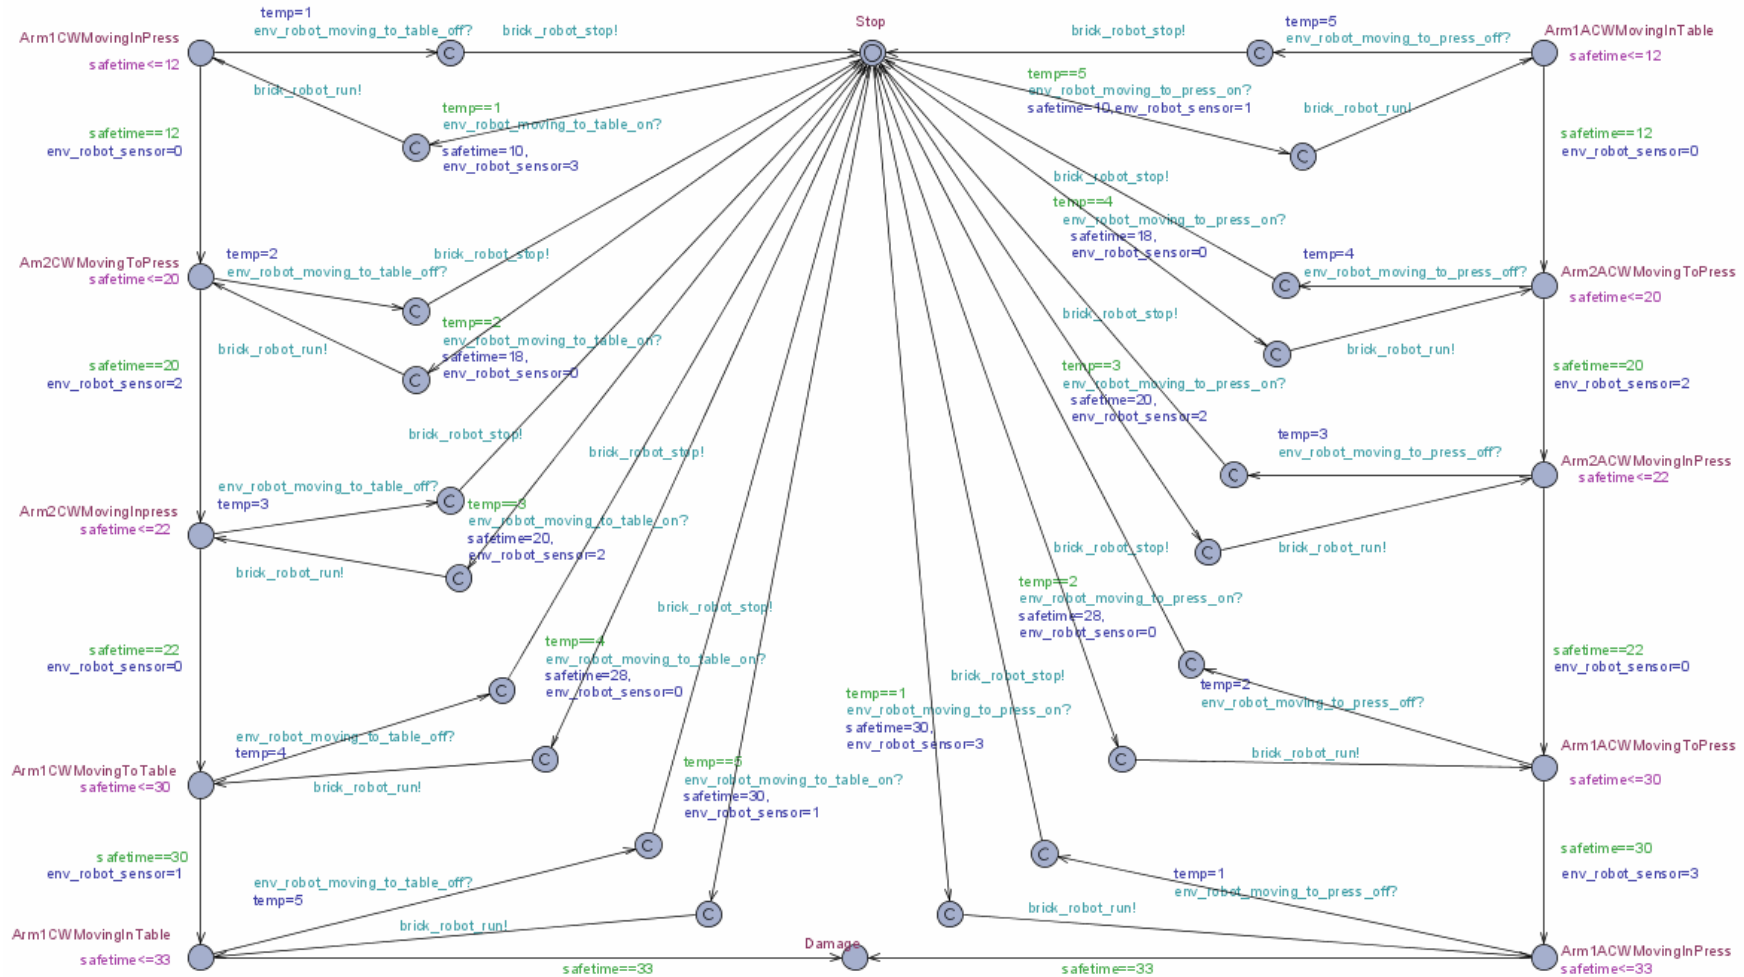 temp=1
env_robot_moving_to_table_off?
brick_robot_stop!
Stop
brick_robot_stop!
temp=5
env_robot_moving_to_press_off?
Arm1CWMovingInPress
safetime<=12
Arm1ACWMovingInTable
safetime<=12
C
C
brick_robot_run!
temp==1
env_robot_moving_to_table_on?
safetime=10,
env_robot_sensor=3
C
temp==5
env_robot_moving_to_press_on?
safetime=10,env_robot_sensor=1
brick_robot_run!
C
safetime==12
env_robot_sensor=0
safetime==12
env_robot_sensor=0
brick_robot_stop!
temp==4
env_robot_moving_to_press_on?
safetime=18,
env_robot_sensor=0
Am2CWMovingToPress
safetime<=20
temp=2
env_robot_moving_to_table_off?
brick_robot_stop!
C
temp=4
env_robot_moving_to_press_off?
C
Arm2ACWMovingToPress
safetime<=20
brick_robot_run!
temp==2
env_robot_moving_to_table_on?
safetime=18,
env_robot_sensor=0
C
brick_robot_stop!
C
brick_robot_run!
safetime==20
env_robot_sensor=2
temp==3
env_robot_moving_to_press_on?
safetime=20,
env_robot_sensor=2
safetime==20
env_robot_sensor=2
brick_robot_stop!
brick_robot_stop!
temp=3
env_robot_moving_to_press_off?
C
Arm2ACWMovingInPress
safetime<=22
env_robot_moving_to_table_off?
temp=3
C
Arm2CWMovingInpress
safetime<=22
temp==3
env_robot_moving_to_table_on?
safetime=20,
env_robot_sensor=2
brick_robot_run!
C
brick_robot_stop!
C
brick_robot_run!
brick_robot_stop!
temp==2
env_robot_moving_to_press_on?
safetime=28,
env_robot_sensor=0
safetime==22
env_robot_sensor=0
temp==4
env_robot_moving_to_table_on?
safetime=28,
env_robot_sensor=0
C
brick_robot_stop!
C
temp=2
env_robot_moving_to_press_off?
safetime==22
env_robot_sensor=0
env_robot_moving_to_table_off?
temp=4
C
temp==1
env_robot_moving_to_press_on?
safetime=30,
env_robot_sensor=3
C
brick_robot_run!
Arm1CWMovingToTable
safetime<=30
brick_robot_run!
temp==5
env_robot_moving_to_table_on?
safetime=30,
env_robot_sensor=1
Arm1ACWMovingToPress
safetime<=30
safetime==30
env_robot_sensor=1
C
C
safetime==30
env_robot_sensor=3
env_robot_moving_to_table_off?
temp=5
temp=1
env_robot_moving_to_press_off?
brick_robot_run!
C
C
brick_robot_run!
Arm1CWMovingInTable
safetime<=33
Damage
Arm1ACWMovingInPress
safetime<=33
safetime==33
safetime==33